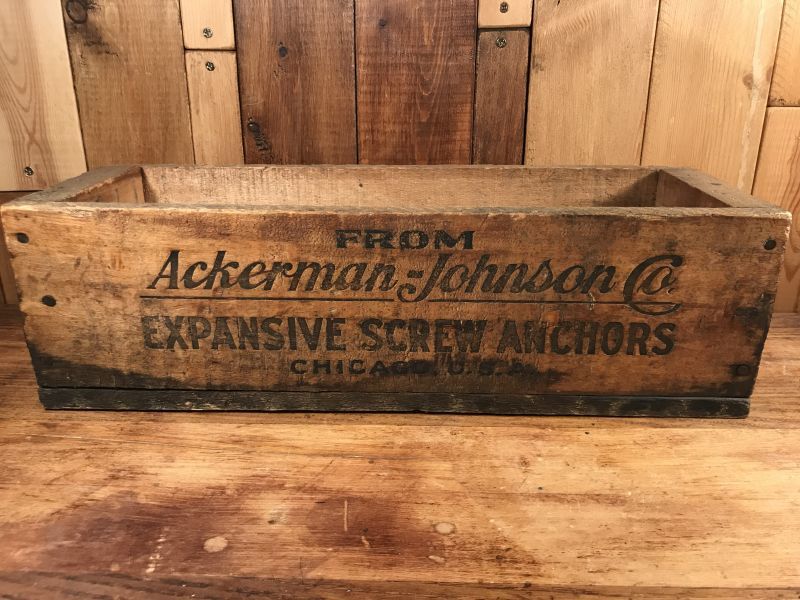 FROM
Ackerman-Johnson Co.
EXPANSIVE SCREW ANCHORS
CHICAGO, U.S.A.